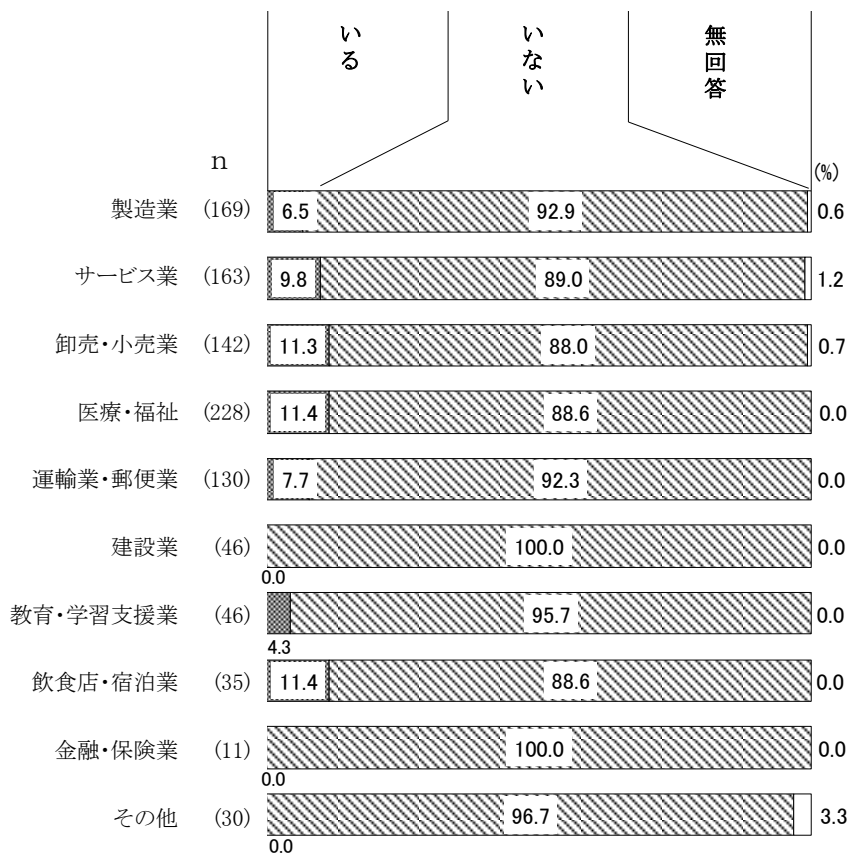 いる
いない
無回答
n
(%)
製造業 (169) 6.5 92.9 0.6
サービス業 (163) 9.8 89.0 1.2
卸売・小売業 (142) 11.3 88.0 0.7
医療・福祉 (228) 11.4 88.6 0.0
運輸業・郵便業 (130) 7.7 92.3 0.0
建設業 (46) 100.0 0.0
0.0
教育・学習支援業 (46) 95.7 0.0
4.3
飲食店・宿泊業 (35) 11.4 88.6 0.0
金融・保険業 (11) 100.0 0.0
0.0
その他 (30) 96.7 3.3
0.0